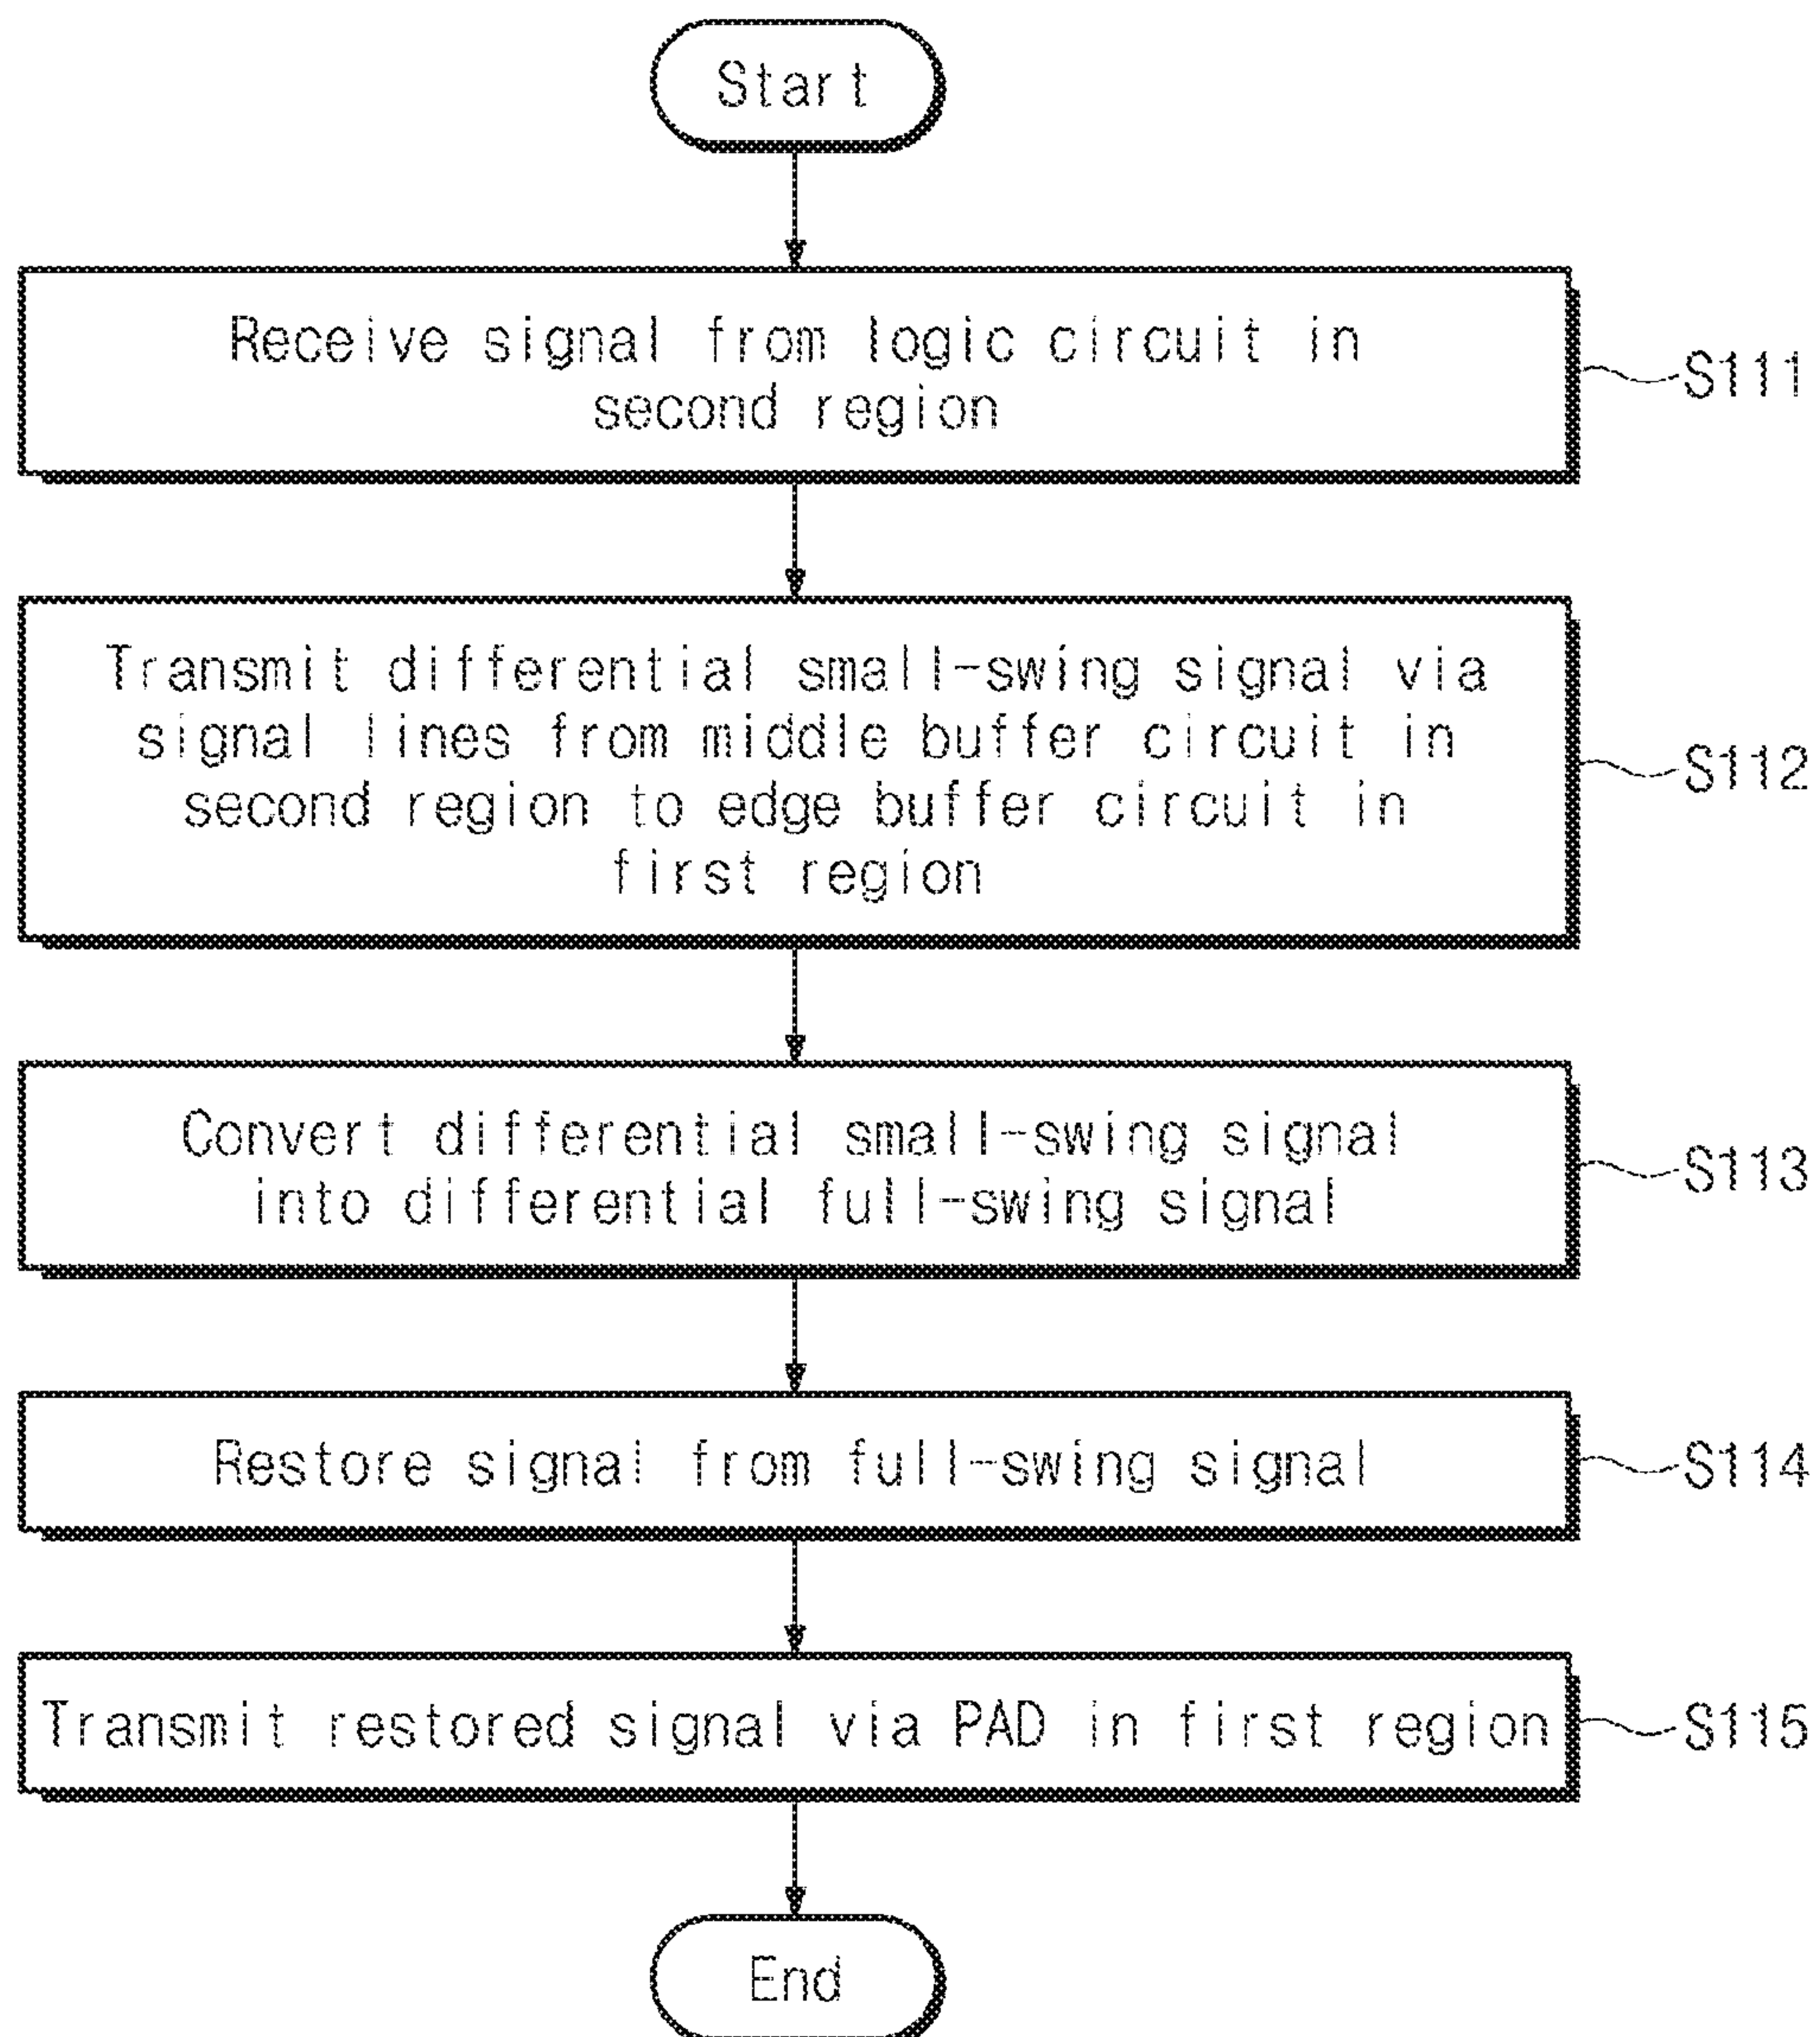 Start
Receive signal from logic circuit in
second region
S111
Transmit differential small-swing signal via
signal lines from middle buffer circuit in
second region to edge buffer circuit in
first region
S112
Convert differential small-swing signal
into differential full-swing signal
S113
Restore signal from full-swing signal
S114
Transmit restored signal via PAD in first region
S115
End